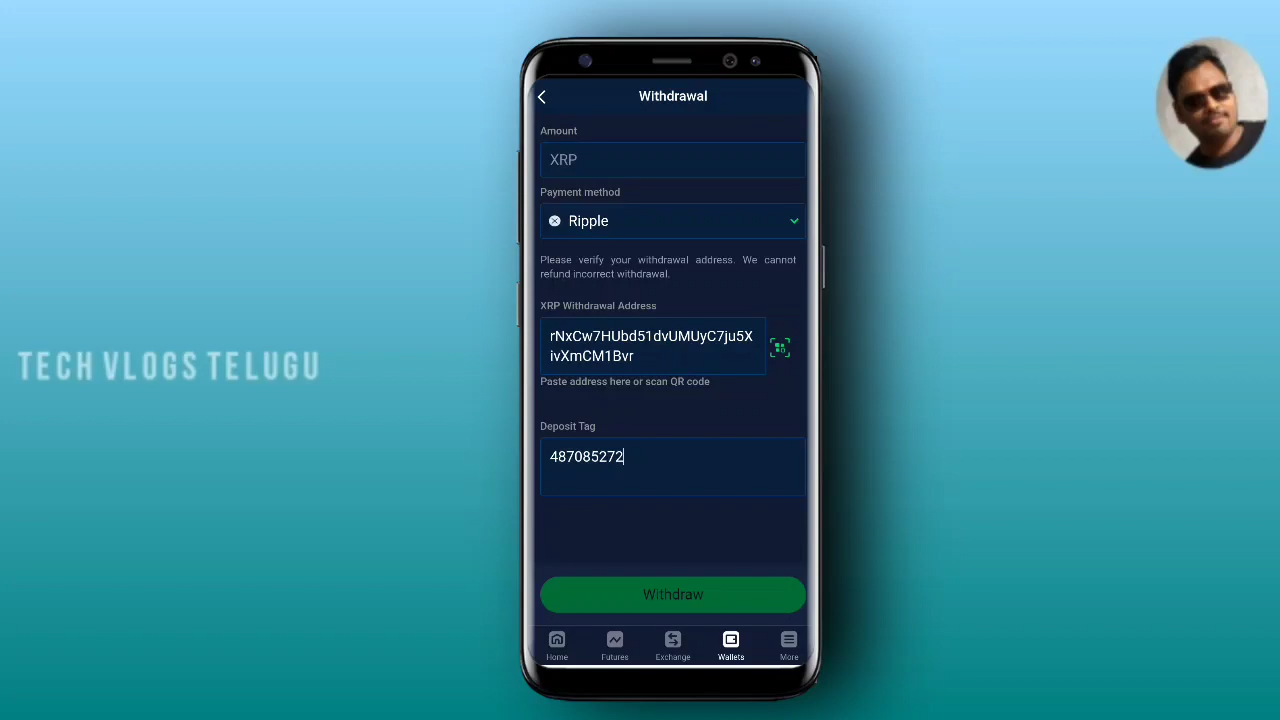 Withdrawal
Amount
XRP
Payment method
Ripple
Please verify your withdrawal address. We cannot
refund incorrect withdrawal.
XRP Withdrawal Address
rNxCw7HUbd51dvUMUyC7ju5X
ivXmCM1Bvr
Paste address here or scan QR code
TECH VLOGS TELUGU
Deposit Tag
487085272
Withdraw
Home
Futures
Exchange
Wallets
More